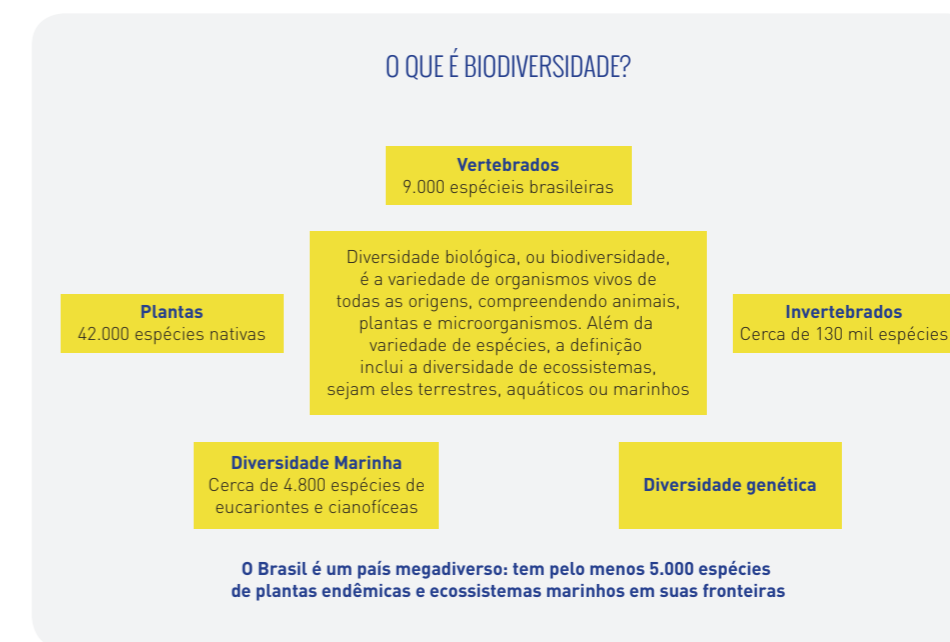 O QUE É BIODIVERSIDADE?
Vertebrados
9.000 espécieis brasileiras
Diversidade biológica, ou biodiversidade,
é a variedade de organismos vivos de
todas as origens, compreendendo animais,
plantas e microorganismos. Além da
variedade de espécies, a definição
inclui a diversidade de ecossistemas,
sejam eles terrestres, aquáticos ou marinhos
Plantas
42.000 espécies nativas
Invertebrados
Cerca de 130 mil espécies
Diversidade Marinha
Cerca de 4.800 espécies de
eucariontes e cianofíceas
Diversidade genética
O Brasil é um país megadiverso: tem pelo menos 5.000 espécies
de plantas endêmicas e ecossistemas marinhos em suas fronteiras